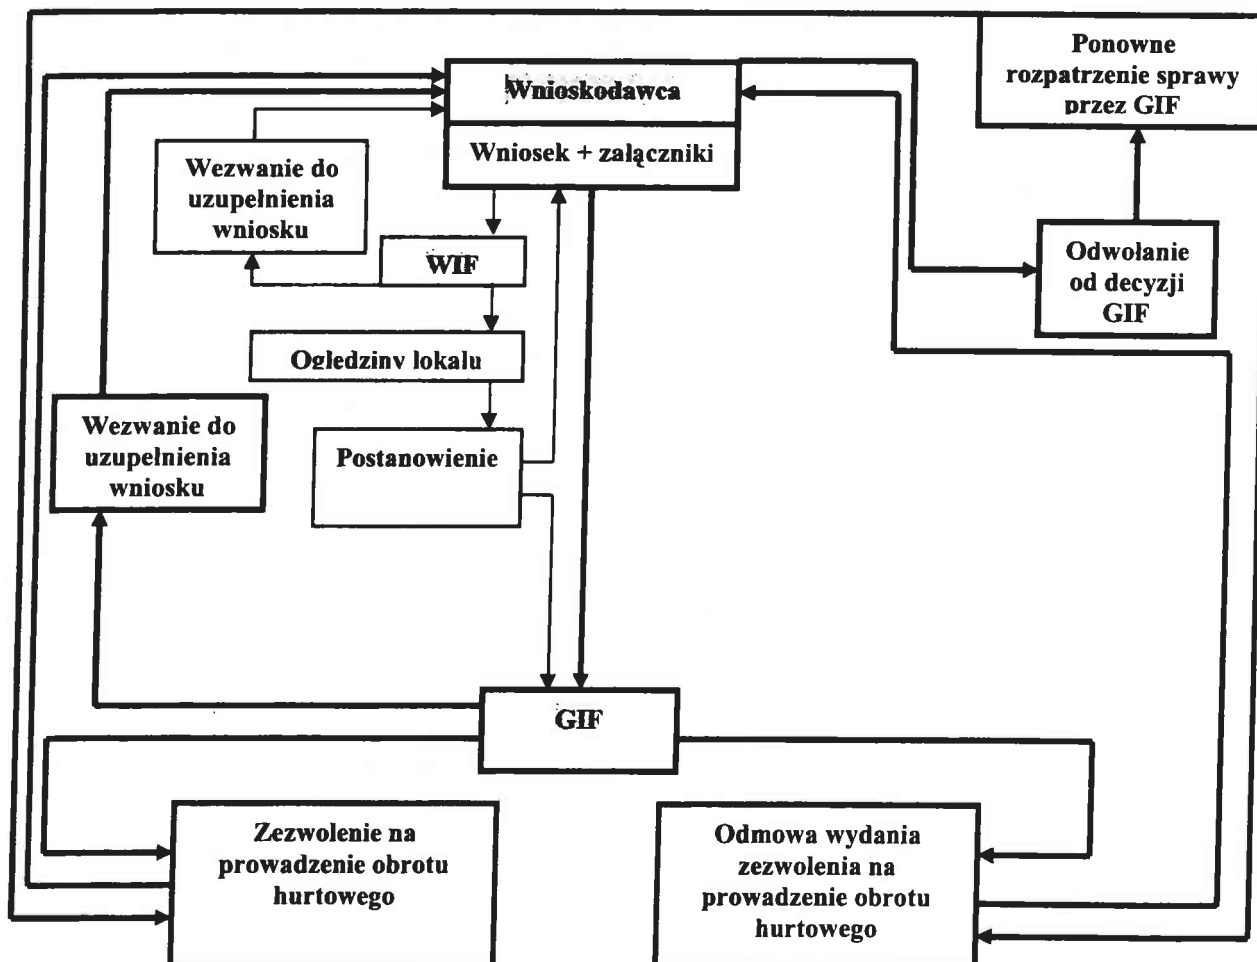 Ponowne
rozpatrzenie sprawy
przez GIF
Wnioskodawca
Wniosek + załączniki
Wezwanie do
uzupełnienia
wniosku
WIF
Odwołanie
od decyzji
GIF
Oględziny lokalu
Wezwanie do
uzupełnienia
wniosku
Postanowienie
GIF
Zezwolenie na
prowadzenie obrotu
hurtowego
Odmowa wydania
zezwolenia na
prowadzenie obrotu
hurtowego